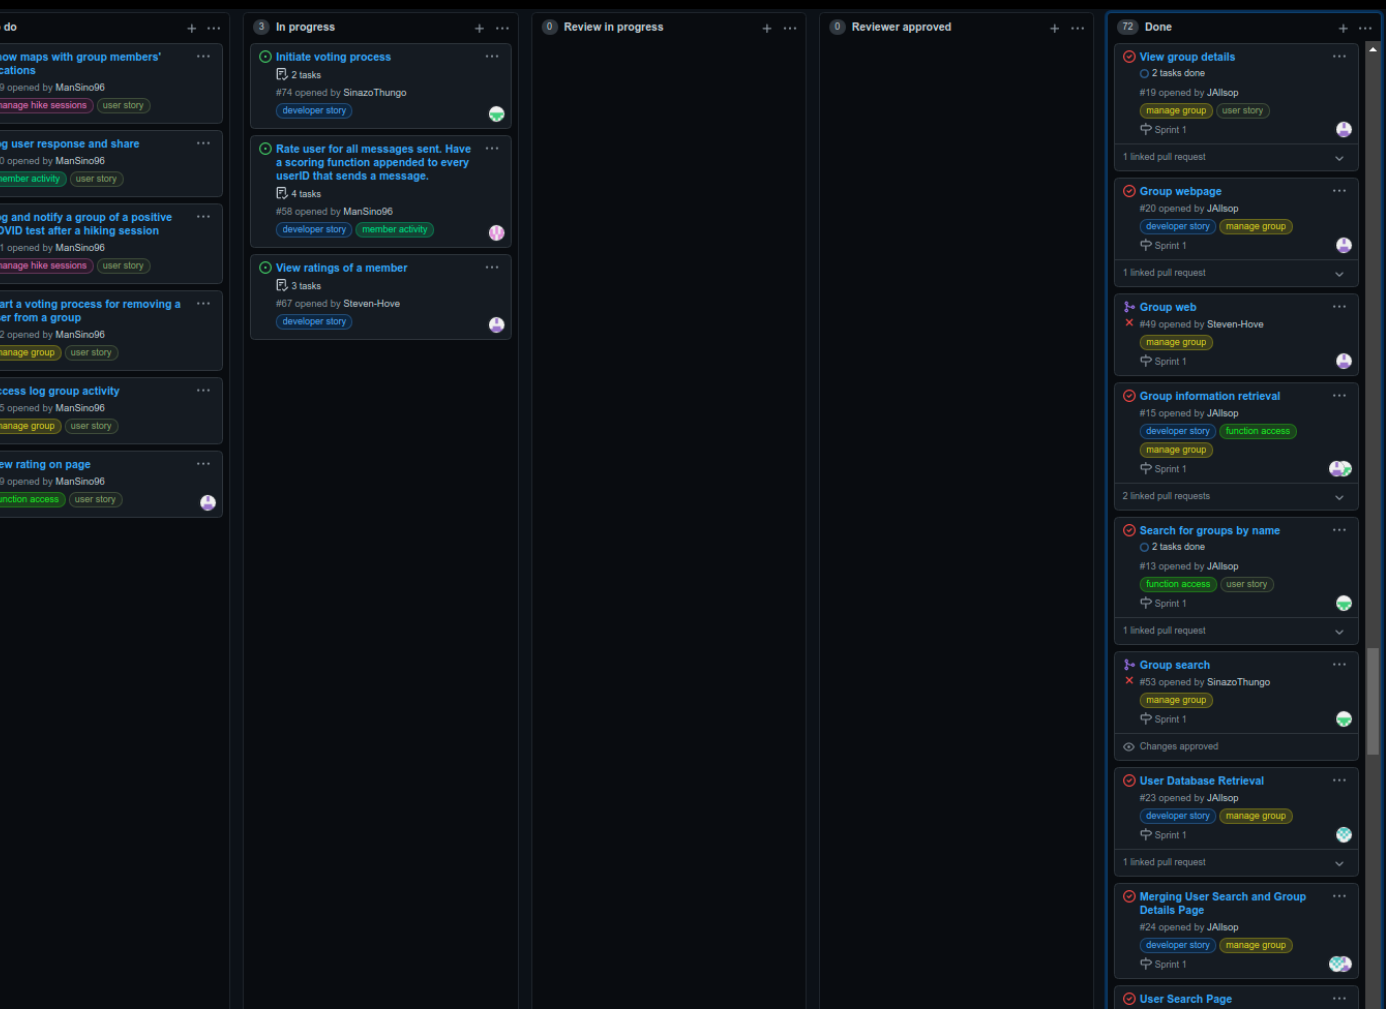 do
ow maps with group members'
cations
9 opened by ManSino96
anage hike sessions user story
g user response and share
0 opened by ManSino96
ember activity user story
g and notify a group of a positive
OVID test after a hiking session
1 opened by ManSino96
anage hike sessions user story
art a voting process for removing a
er from a group
2 opened by ManSino96
anage group user story
ccess log group activity
5 opened by ManSino96
anage group user story
ew rating on page
9 opened by ManSino96
unction access user story
3 In progress
Initiate voting process
2 tasks
#74 opened by SinazoThungo
developer story
Rate user for all messages sent. Have
a scoring function appended to every
userID that sends a message.
4 tasks
#58 opened by ManSino96
developer story member activity
View ratings of a member
3 tasks
#67 opened by Steven-Hove
developer story
0 Review in progress
0 Reviewer approved
72 Done
View group details
2 tasks done
#19 opened by JAllsop
manage group user story
Sprint 1
1 linked pull request
Group webpage
#20 opened by JAllsop
developer story manage group
Sprint 1
1 linked pull request
Group web
#49 opened by Steven-Hove
manage group
Sprint 1
Group information retrieval
#15 opened by JAllsop
developer story function access
manage group
Sprint 1
2 linked pull requests
Search for groups by name
2 tasks done
#13 opened by JAllsop
function access user story
Sprint 1
1 linked pull request
Group search
#53 opened by SinazoThungo
manage group
Sprint 1
Changes approved
User Database Retrieval
#23 opened by JAllsop
developer story manage group
Sprint 1
1 linked pull request
Merging User Search and Group
Details Page
#24 opened by JAllsop
developer story manage group
Sprint 1
User Search Page